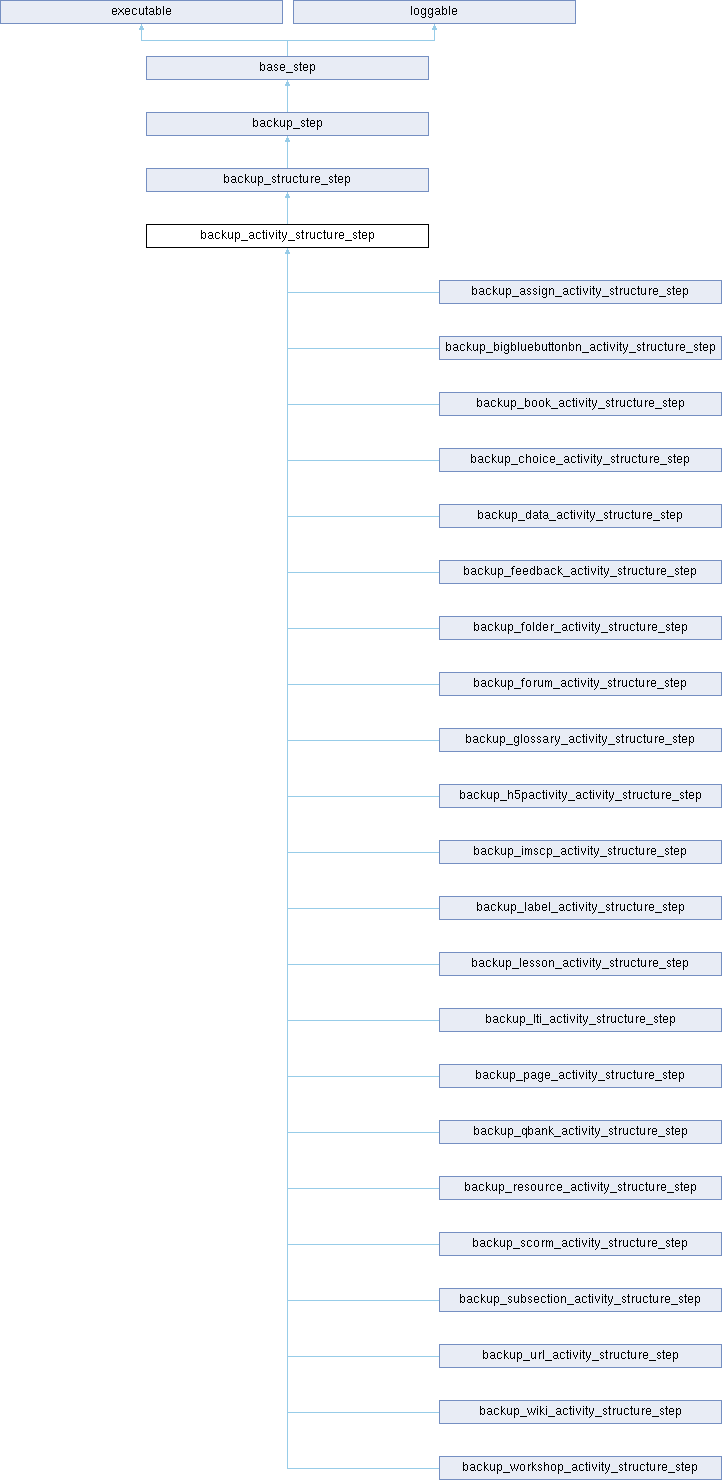 executable
loggable
base_step
backup_step
backup_structure_step
backup_activity_structure_step
backup_assign_activity_structure_step
backup_bigbluebuttonbn_activity_structure_step
backup_book_activity_structure_step
backup_choice_activity_structure_step
backup_data_activity_structure_step
backup_feedback_activity_structure_step
backup_folder_activity_structure_step
backup_forum_activity_structure_step
backup_glossary_activity_structure_step
backup_h5pactivity_activity_structure_step
backup_imscp_activity_structure_step
backup_label_activity_structure_step
backup_lesson_activity_structure_step
backup_lti_activity_structure_step
backup_page_activity_structure_step
backup_qbank_activity_structure_step
backup_resource_activity_structure_step
backup_scorm_activity_structure_step
backup_subsection_activity_structure_step
backup_url_activity_structure_step
backup_wiki_activity_structure_step
backup_workshop_activity_structure_step